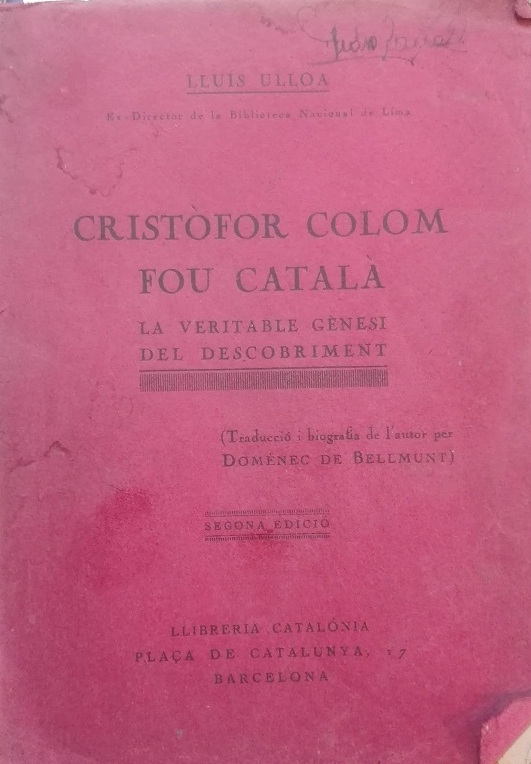 LLUÍS ULLOA
Ex-Director de la Biblioteca Nacional de Lima
CRISTÒFOR COLOM
FOU CATALÀ
LA VERITABLE GÈNESI
DEL DESCOBRIMENT
(Traducció i biografia de l'autor per
DOMÈNEC DE BELLMUNT)
SEGONA EDICIÓ
LLIBRERIA CATALÓNIA
PLAÇA DE CATALUNYA, 17
BARCELONA